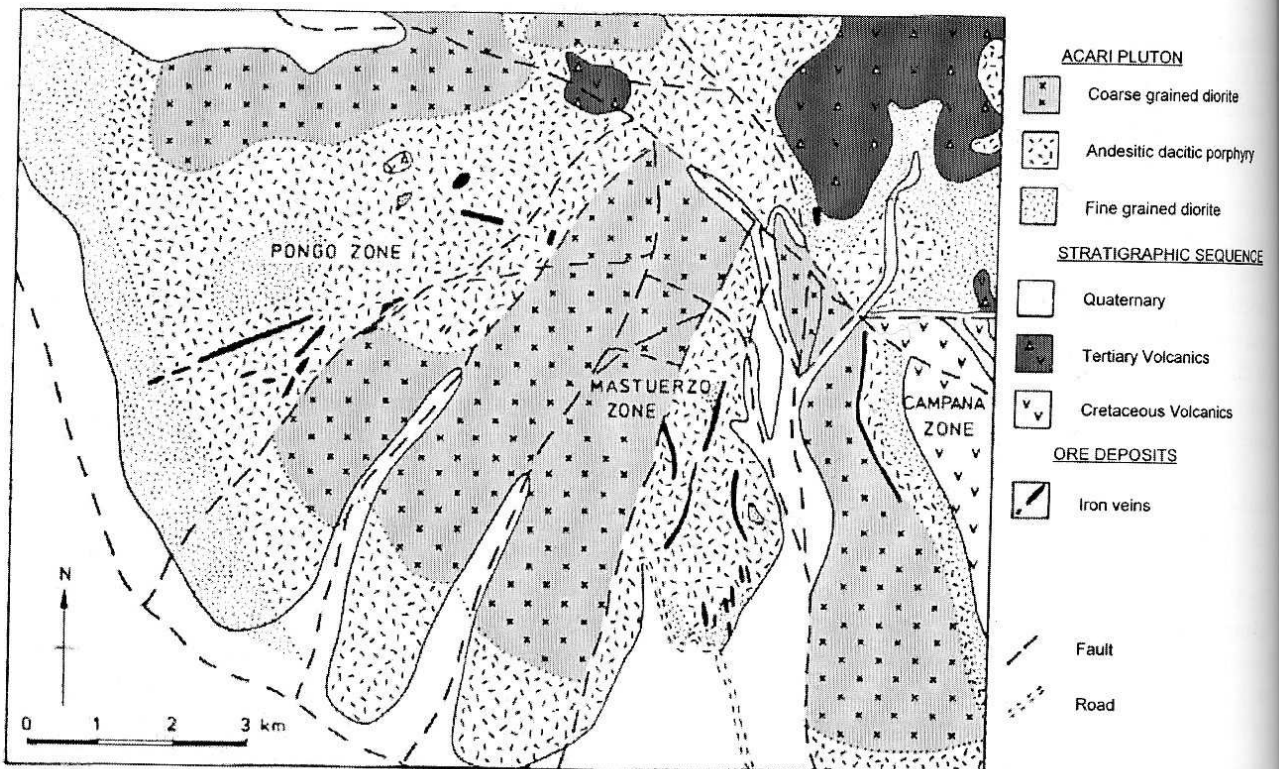 PONGO ZONE
MASTUERZO
ZONE
CAMPANA
ZONE
N
0 1 2 3 km
ACARI PLUTON
Coarse grained diorite
Andesitic dacitic porphyry
Fine grained diorite
STRATIGRAPHIC SEQUENCE
Quaternary
Tertiary Volcanics
Cretaceous Volcanics
ORE DEPOSITS
Iron veins
Fault
Road